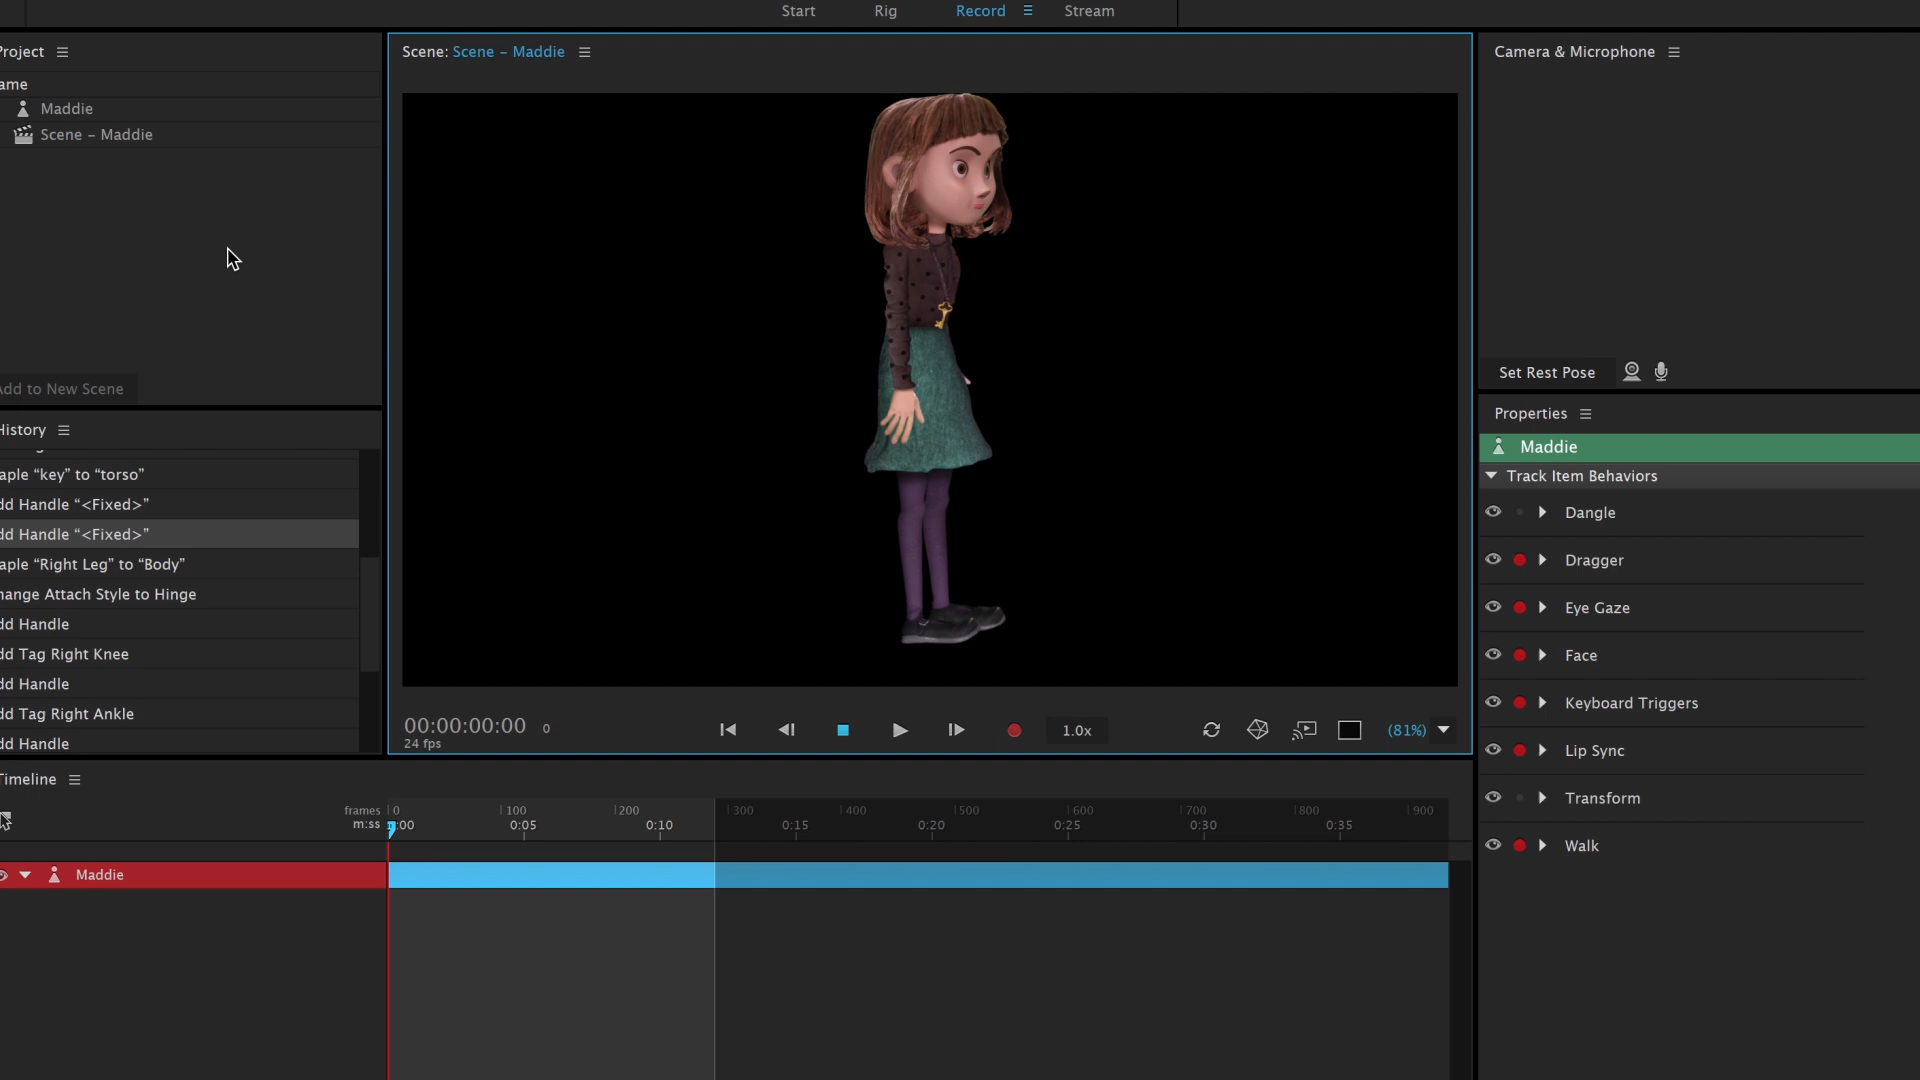 Start Rig Record Stream
Project
ame
Maddie
Scene – Maddie
Add to New Scene
History
aple “key” to “torso”
dd Handle “<Fixed>”
dd Handle “<Fixed>”
aple “Right Leg” to “Body”
hange Attach Style to Hinge
dd Handle
dd Tag Right Knee
dd Handle
dd Tag Right Ankle
dd Handle
Scene: Scene – Maddie
00:00:00:00 0
24 fps
1.0x
(81%)
Camera & Microphone
Set Rest Pose
Properties
Maddie
Track Item Behaviors
Dangle
Dragger
Eye Gaze
Face
Keyboard Triggers
Lip Sync
Transform
Walk
Timeline
frames 0 100 200 300 400 500 600 700 800 900
m:ss :00 0:05 0:10 0:15 0:20 0:25 0:30 0:35
Maddie